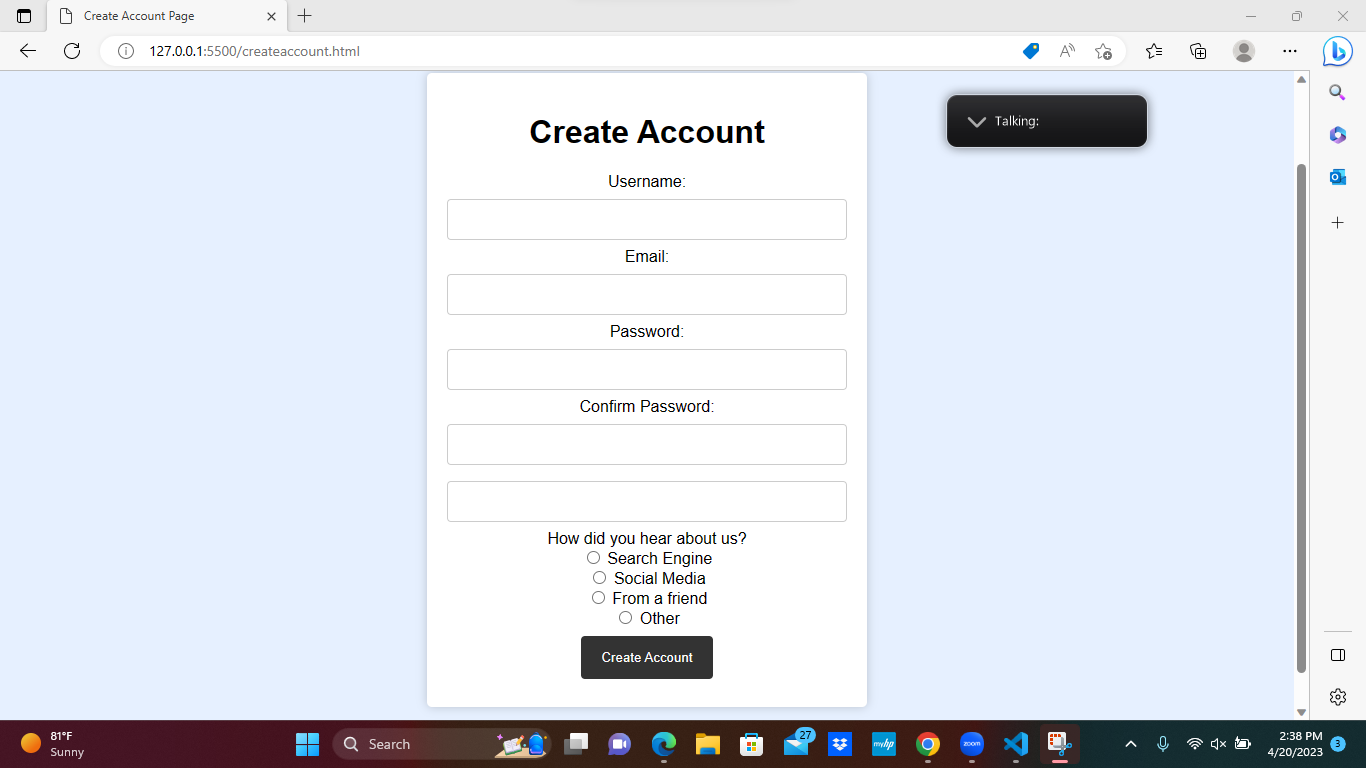 Create Account Page
127.0.0.1:5500/createaccount.html
Talking:
Create Account
Username:
Email:
Password:
Confirm Password:
How did you hear about us?
Search Engine
Social Media
From a friend
Other
Create Account
81°F
Sunny
Search
27
myhp
zoom
2:38 PM
4/20/2023
3